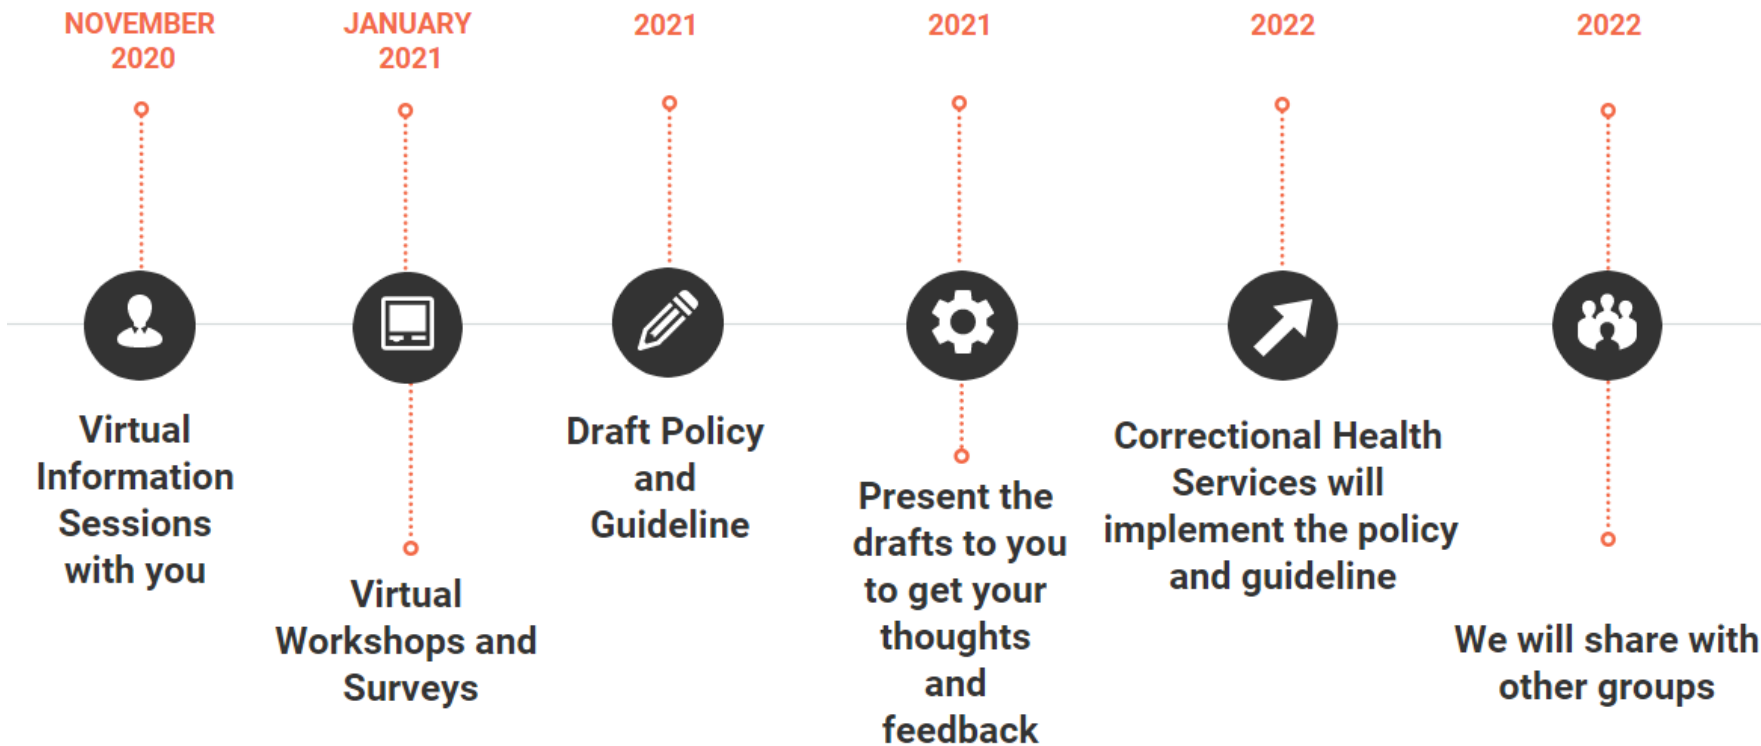 NOVEMBER
2020
JANUARY
2021
2021
2021
2022
2022
Virtual
Information
Sessions
with you
Virtual
Workshops and
Surveys
Draft Policy
and
Guideline
Present the
drafts to you
to get your
thoughts
and
feedback
Correctional Health
Services will
implement the policy
and guideline
We will share with
other groups